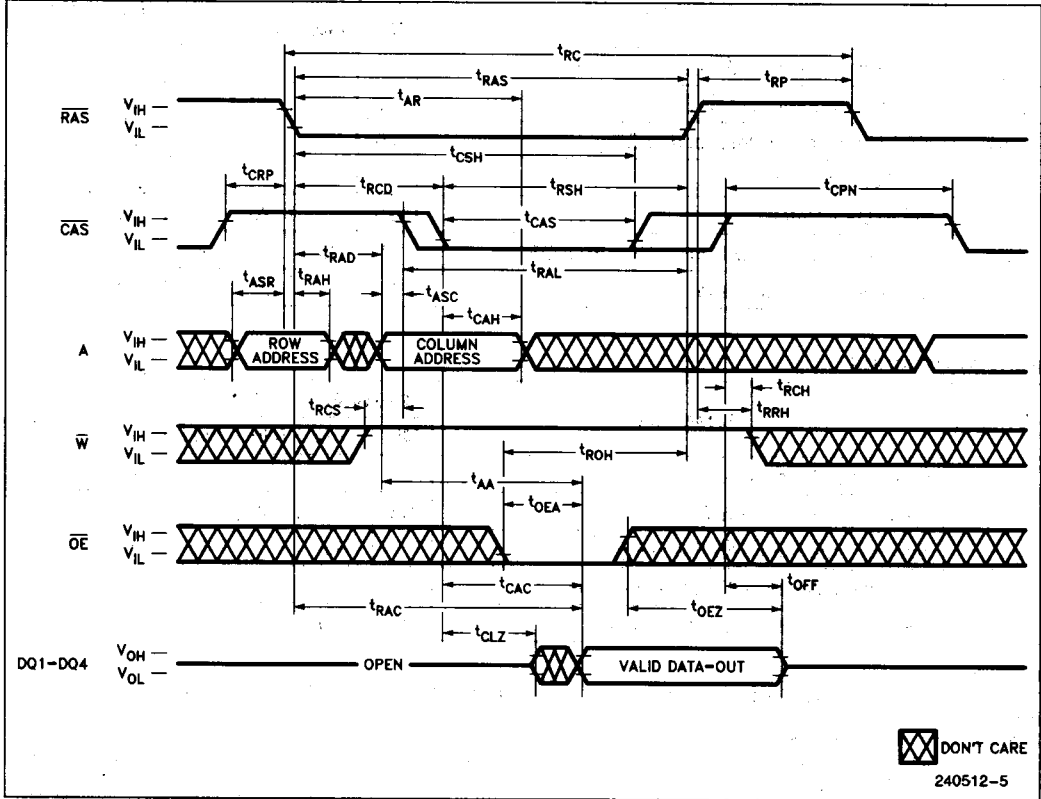 tRC
tRAS
tRP
tAR
RAS
VIH
VIL
tCSH
tCRP
tRCD
tRSH
tCPN
CAS
VIH
VIL
tCAS
tRAD
tRAL
tASR
tRAH
tASC
tCAH
A
VIH
VIL
ROW ADDRESS
COLUMN ADDRESS
tRCH
tRCS
tRRH
W
VIH
VIL
tROH
tAA
tOEA
OE
VIH
VIL
tCAC
tOFF
tRAC
tOEZ
tCLZ
DQ1-DQ4
VOH
VOL
OPEN
VALID DATA-OUT
DON'T CARE
240512-5